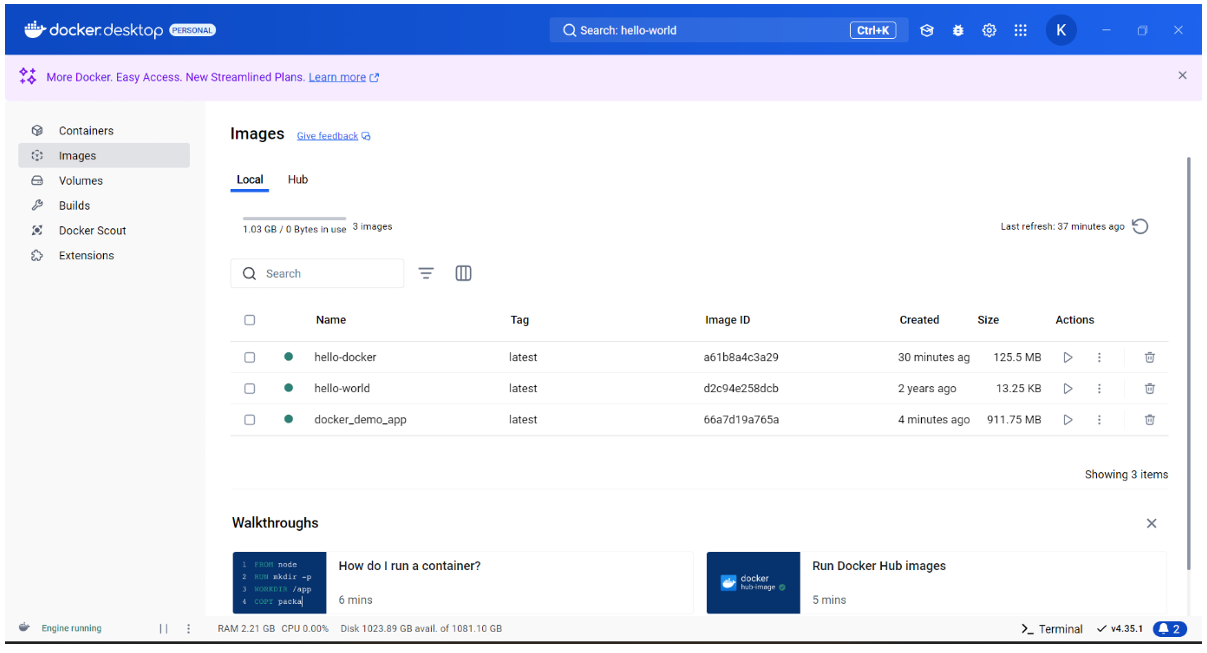 docker.desktop PERSONAL Search: hello-world Ctrl+K K
More Docker. Easy Access. New Streamlined Plans. Learn more
Containers
Images
Volumes
Builds
Docker Scout
Extensions
Images Give feedback
Local Hub
1.03 GB / 0 Bytes in use 3 images Last refresh: 37 minutes ago
Search
Name Tag Image ID Created Size Actions
hello-docker latest a61b8a4c3a29 30 minutes ag 125.5 MB
hello-world latest d2c94e258dcb 2 years ago 13.25 KB
docker_demo_app latest 66a7d19a765a 4 minutes ago 911.75 MB
Showing 3 items
Walkthroughs
1 FROM node
2 RUN mkdir -p
3 WORKDIR /app
4 COPY packa
How do I run a container?
6 mins
docker
hub-image
Run Docker Hub images
5 mins
Engine running RAM 2.21 GB CPU 0.00% Disk 1023.89 GB avail. of 1081.10 GB >_ Terminal v4.35.1 2